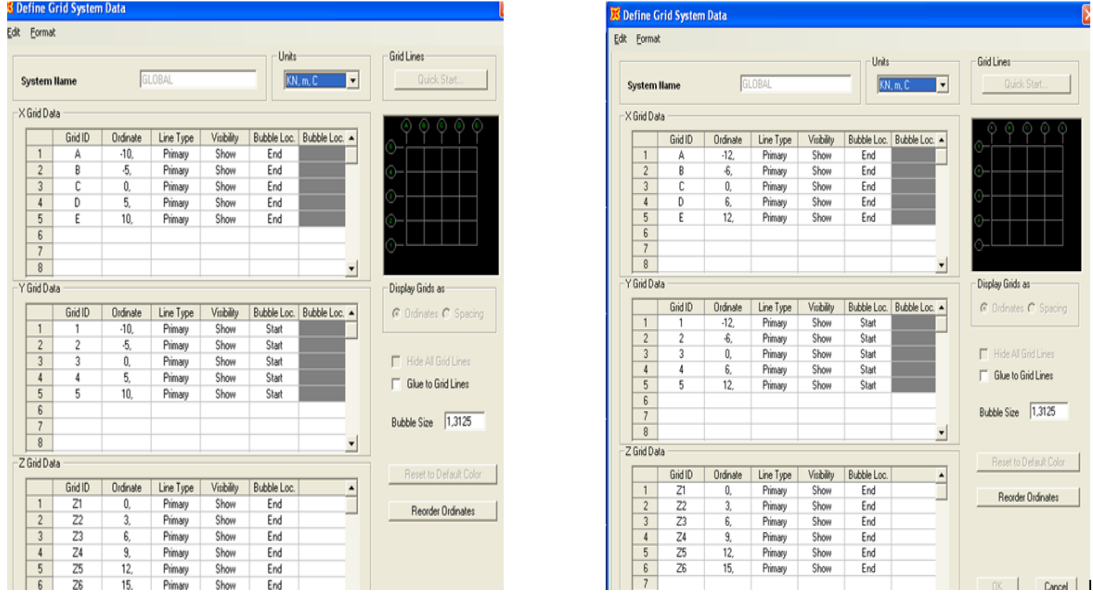 Define Grid System Data
Edit Format
System Name GLOBAL
Units
KN, m, C
Grid Lines
Quick Start...
X Grid Data
Grid ID Ordinate Line Type Visibility Bubble Loc. Bubble Loc.
1 A -10, Primary Show End
2 B -5, Primary Show End
3 C 0, Primary Show End
4 D 5, Primary Show End
5 E 10, Primary Show End
6
7
8
Y Grid Data
Grid ID Ordinate Line Type Visibility Bubble Loc. Bubble Loc.
1 1 -10, Primary Show Start
2 2 -5, Primary Show Start
3 3 0, Primary Show Start
4 4 5, Primary Show Start
5 5 10, Primary Show Start
6
7
8
Display Grids as
Ordinates Spacing
Hide All Grid Lines
Glue to Grid Lines
Bubble Size 1,3125
Z Grid Data
Grid ID Ordinate Line Type Visibility Bubble Loc.
1 Z1 0, Primary Show End
2 Z2 3, Primary Show End
3 Z3 6, Primary Show End
4 Z4 9, Primary Show End
5 Z5 12, Primary Show End
6 Z6 15, Primary Show End
Reset to Default Color
Reorder Ordinates
Define Grid System Data
Edit Format
System Name GLOBAL
Units
KN, m, C
Grid Lines
Quick Start...
X Grid Data
Grid ID Ordinate Line Type Visibility Bubble Loc. Bubble Loc.
1 A -12, Primary Show End
2 B -6, Primary Show End
3 C 0, Primary Show End
4 D 6, Primary Show End
5 E 12, Primary Show End
6
7
8
Y Grid Data
Grid ID Ordinate Line Type Visibility Bubble Loc. Bubble Loc.
1 1 -12, Primary Show Start
2 2 -6, Primary Show Start
3 3 0, Primary Show Start
4 4 6, Primary Show Start
5 5 12, Primary Show Start
6
7
8
Display Grids as
Ordinates Spacing
Hide All Grid Lines
Glue to Grid Lines
Bubble Size 1,3125
Z Grid Data
Grid ID Ordinate Line Type Visibility Bubble Loc.
1 Z1 0, Primary Show End
2 Z2 3, Primary Show End
3 Z3 6, Primary Show End
4 Z4 9, Primary Show End
5 Z5 12, Primary Show End
6 Z6 15, Primary Show End
7
Reset to Default Color
Reorder Ordinates
OK Cancel